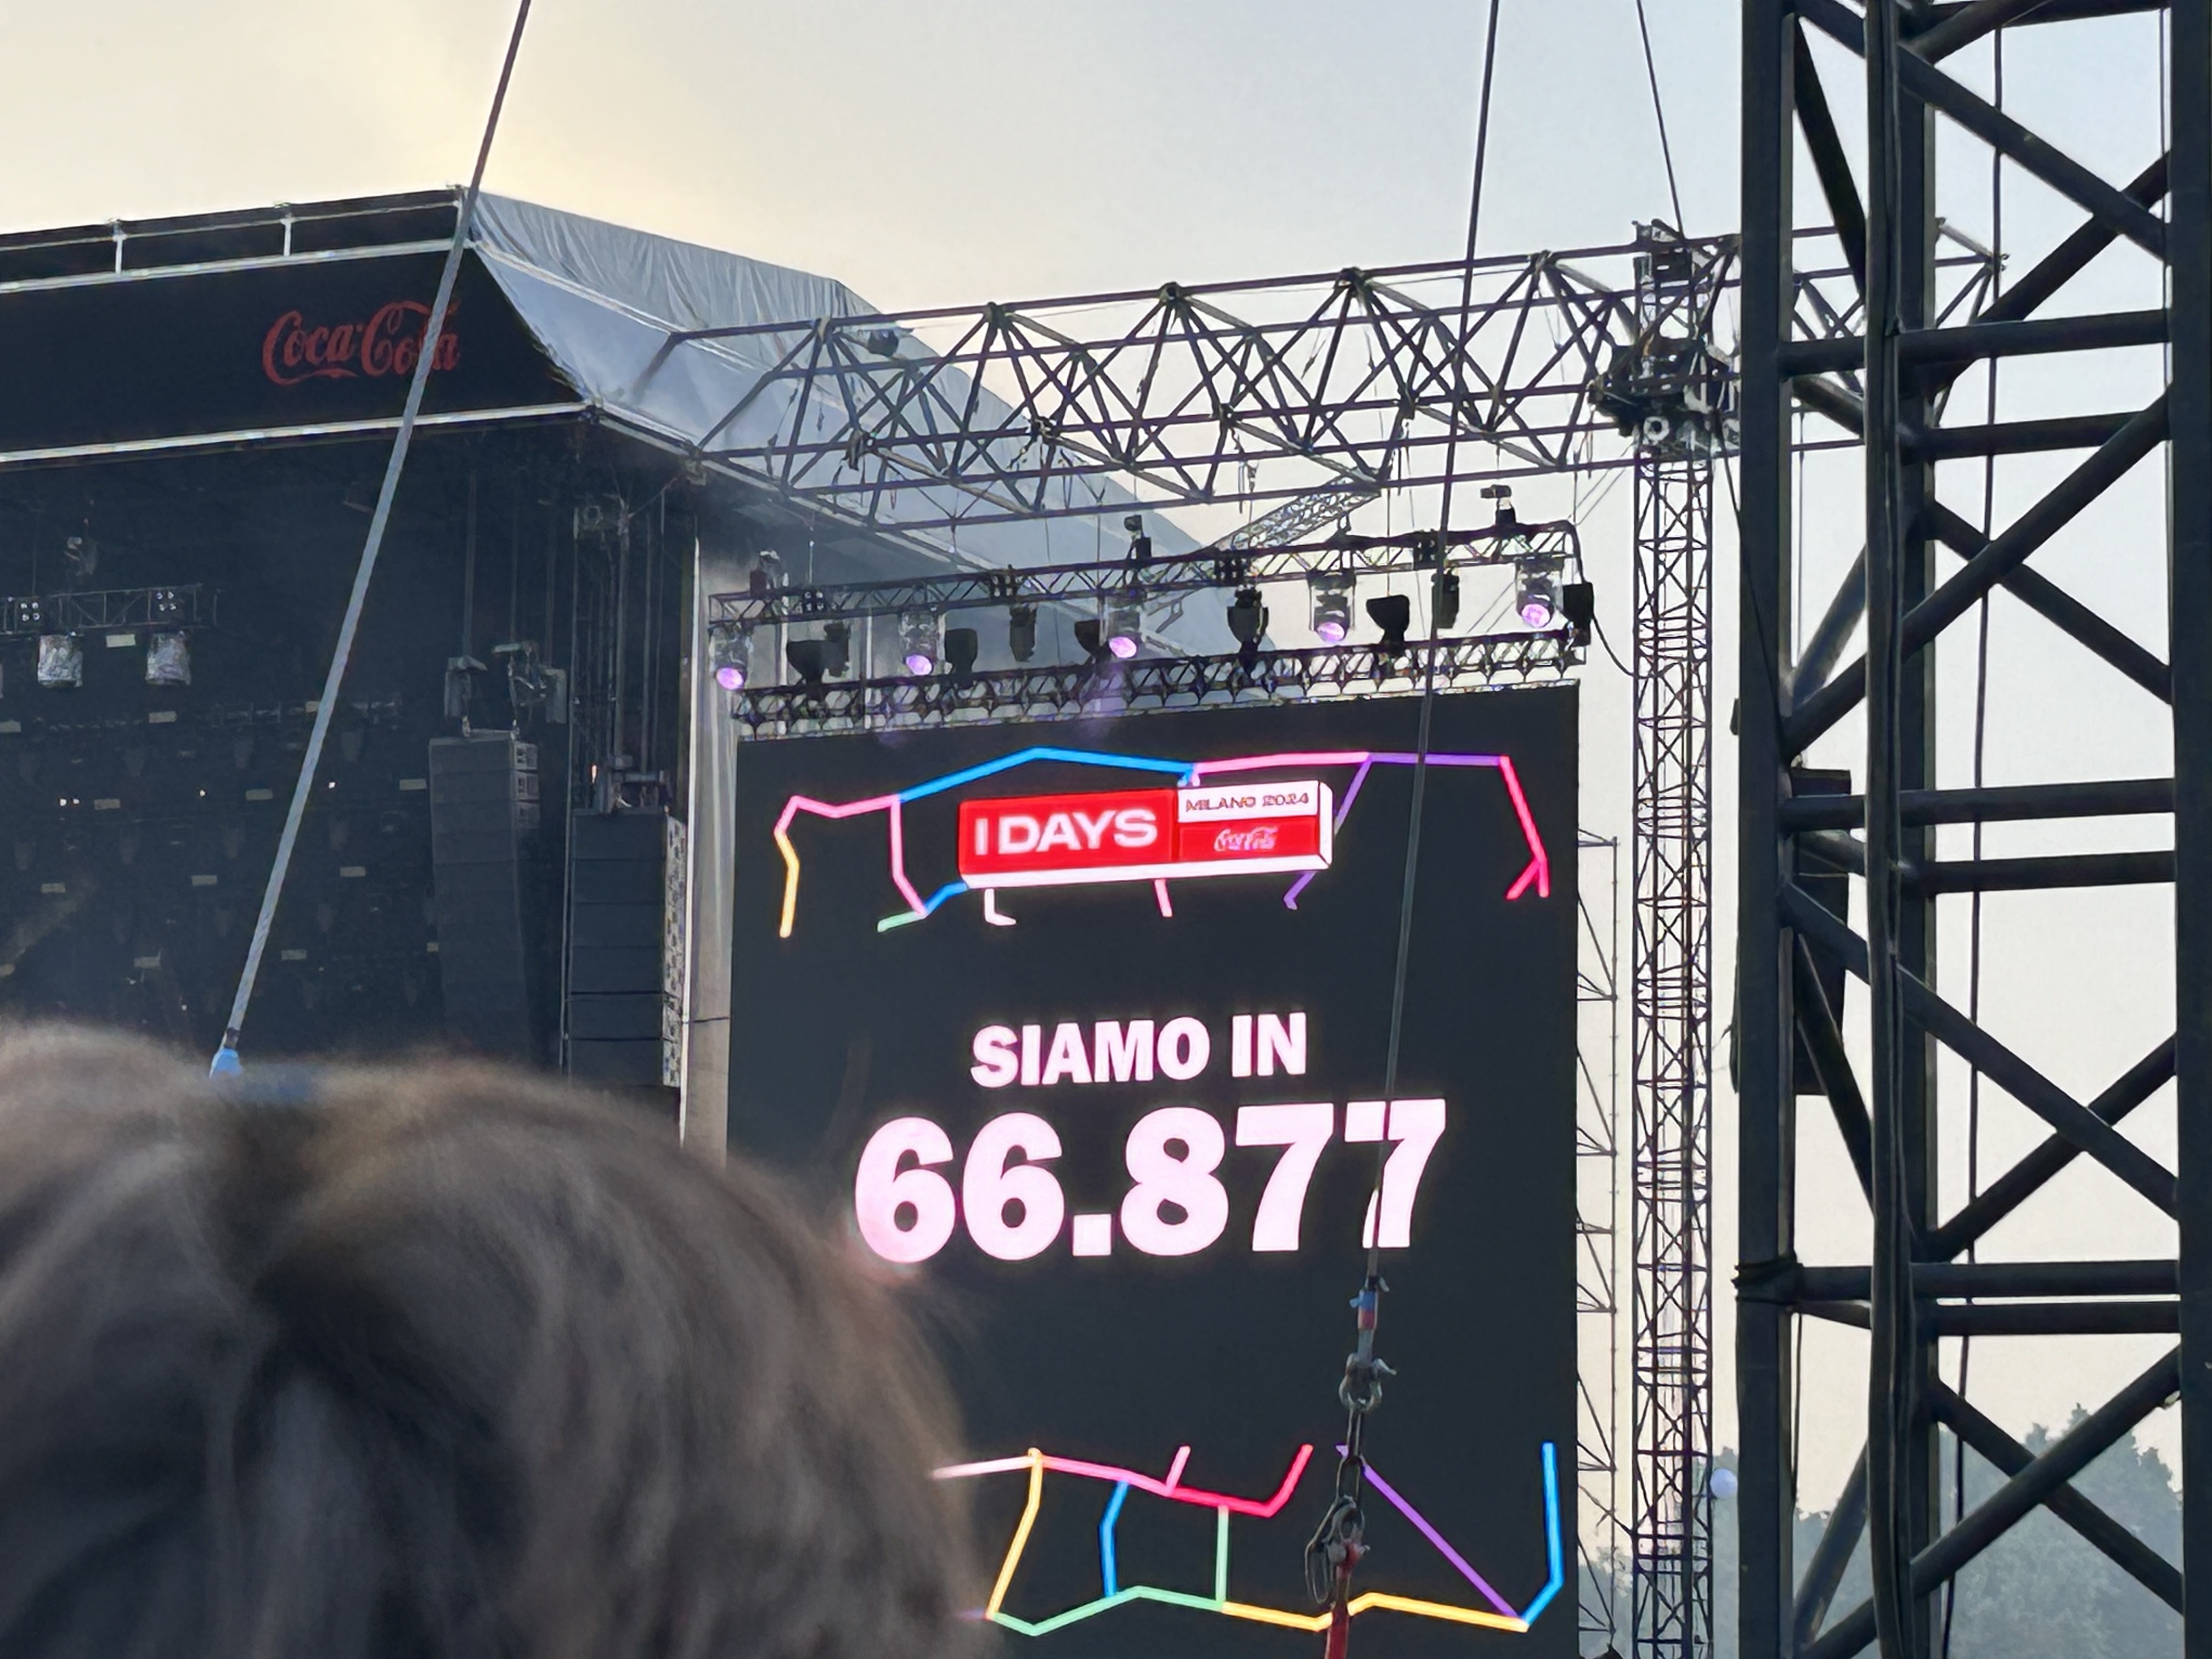 Coca-Cola
I DAYS
MILANO 2024
Coca-Cola
SIAMO IN
66.877